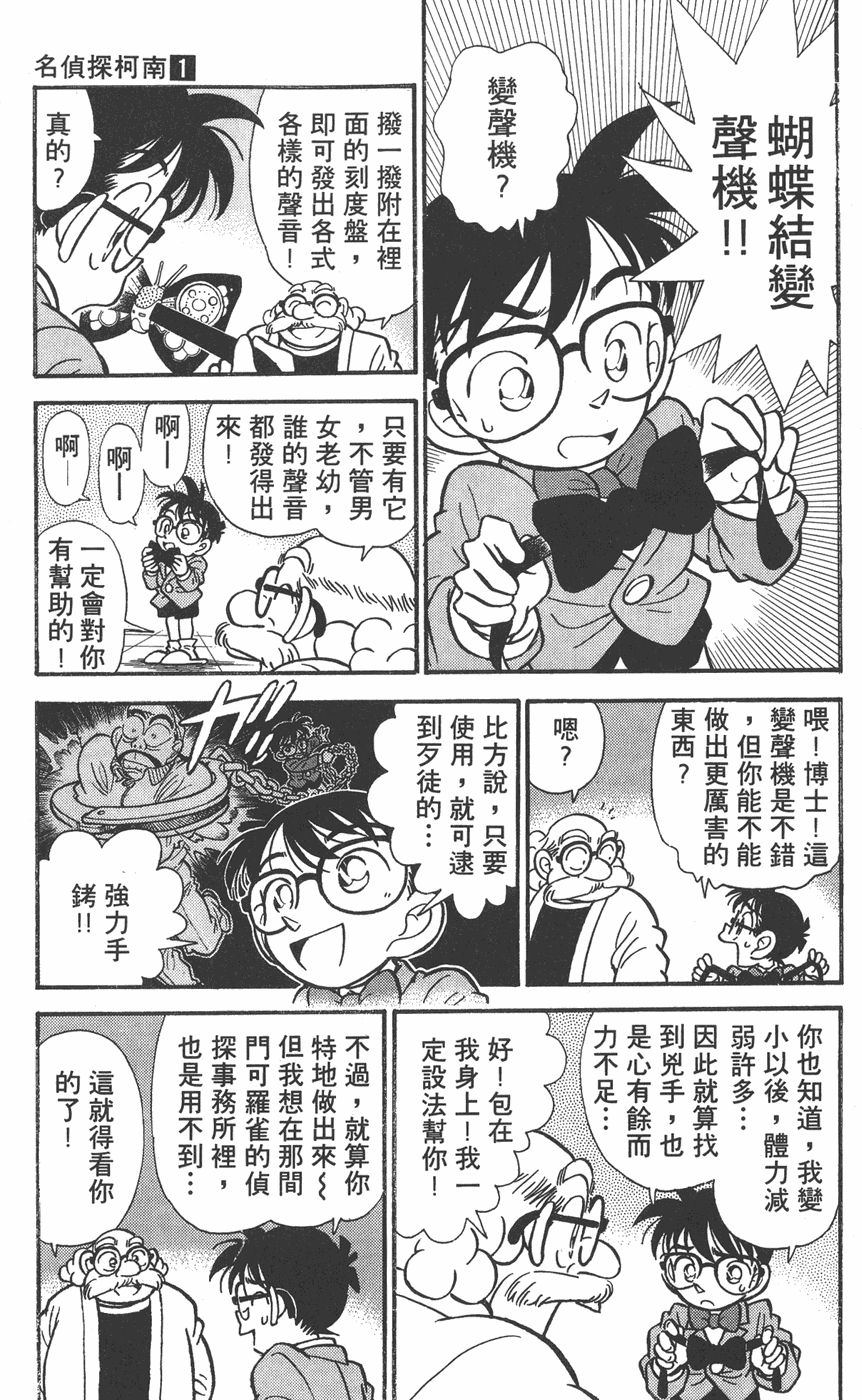 名偵探柯南1
蝴蝶結變
聲機!!
變聲機?
撥一撥附在裡
面的刻度盤,
即可發出各式
各樣的聲音!
真的?
只要有它
,不管男
女老幼,
誰的聲音
都發得出
來!
啊—
啊—
啊—
一定會對你
有幫助的!
喂!博士!這
變聲機是不錯
,但你能不能
做出更厲害的
東西?
嗯?
比方說,只要
使用,就可逮
到歹徒的…
ガガッ
強力手
銬!!
你也知道,我變
小以後,體力減
弱許多…
因此就算找
到兇手,也
是心有餘而
力不足…
好!包在
我身上!我一
定設法幫你!
不過,就算你
特地做出來~
但我想在那間
門可羅雀的偵
探事務所裡,
也是用不到…
這就得看你
的了!